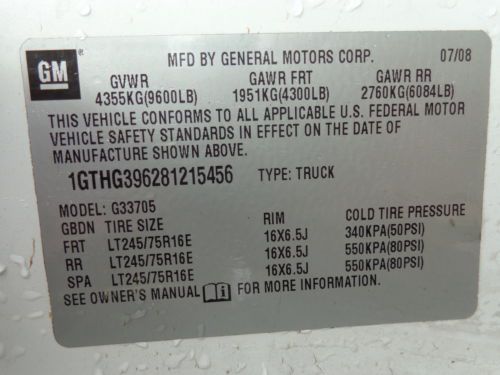 GM
MFD BY GENERAL MOTORS CORP. 07/08
GVWR GAWR FRT GAWR RR
4355KG(9600LB) 1951KG(4300LB) 2760KG(6084LB)
THIS VEHICLE CONFORMS TO ALL APPLICABLE U.S. FEDERAL MOTOR
VEHICLE SAFETY STANDARDS IN EFFECT ON THE DATE OF
MANUFACTURE SHOWN ABOVE.
1GTHG396281215456 TYPE: TRUCK
MODEL: G33705
GBDN TIRE SIZE RIM COLD TIRE PRESSURE
FRT LT245/75R16E 16X6.5J 340KPA(50PSI)
RR LT245/75R16E 16X6.5J 550KPA(80PSI)
SPA LT245/75R16E 16X6.5J 550KPA(80PSI)
SEE OWNER'S MANUAL FOR MORE INFORMATION.